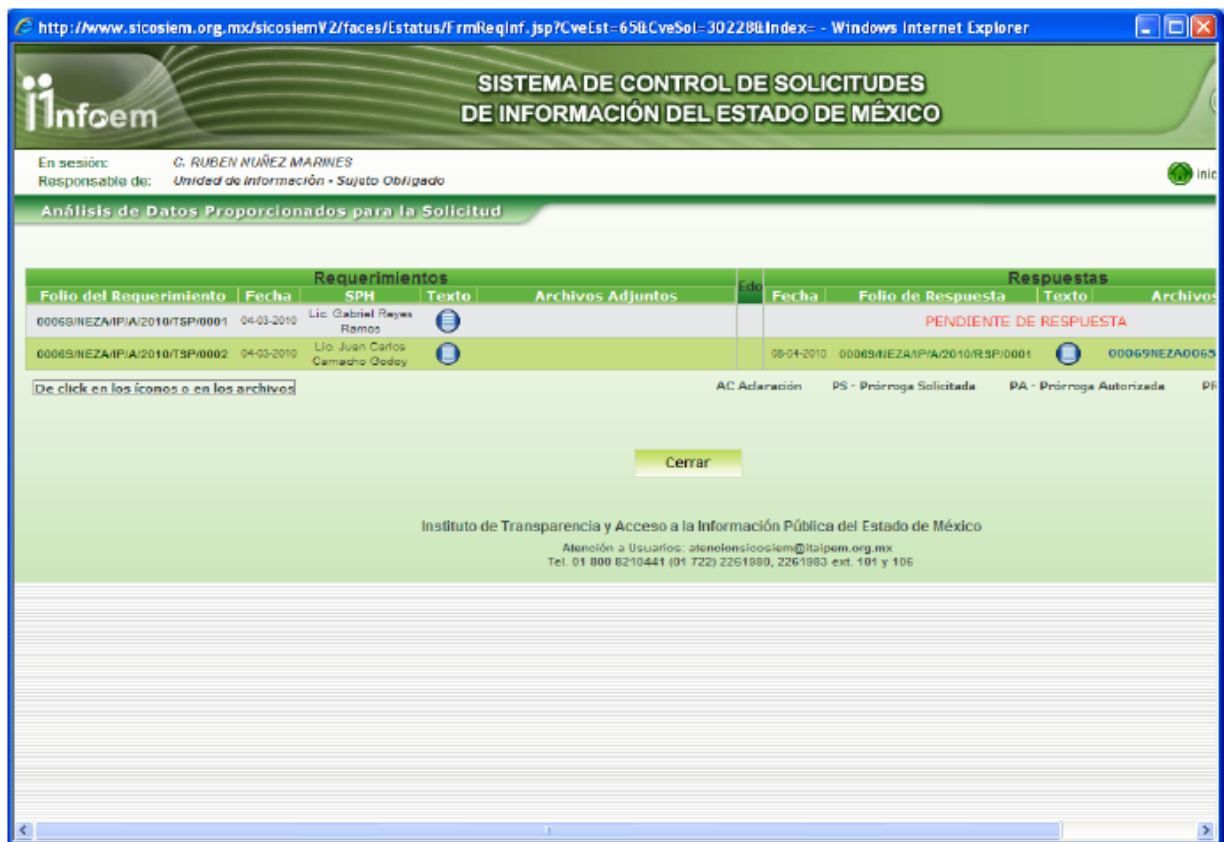 http://www.sicosiem.org.mx/sicosiemV2/faces/Estatus/FrmReqInf.jsp?CveEst=65&CveSol=30228&Index= - Windows Internet Explorer
infoem
SISTEMA DE CONTROL DE SOLICITUDES
DE INFORMACIÓN DEL ESTADO DE MÉXICO
En sesión: C. RUBEN NUÑEZ MARINES
Responsable de: Unidad de Información - Sujeto Obligado
inic
Análisis de Datos Proporcionados para la Solicitud
Requerimientos Edo Respuestas
Folio del Requerimiento Fecha SPH Texto Archivos Adjuntos Fecha Folio de Respuesta Texto Archivos
00069/NEZA/IP/A/2010/TSP/0001 04-03-2010 Lic. Gabriel Reyes Ramos PENDIENTE DE RESPUESTA
00069/NEZA/IP/A/2010/TSP/0002 04-03-2010 Lic. Juan Carlos Camacho Godoy 08-04-2010 00069/NEZA/IP/A/2010/RSP/0001 00069NEZA0065
De click en los íconos o en los archivos
AC Aclaración PS - Prórroga Solicitada PA - Prórroga Autorizada PR
Cerrar
Instituto de Transparencia y Acceso a la Información Pública del Estado de México
Atención a Usuarios: atencionsicosiem@itaipem.org.mx
Tel. 01 800 8210441 (01 722) 2261980, 2261983 ext. 101 y 106